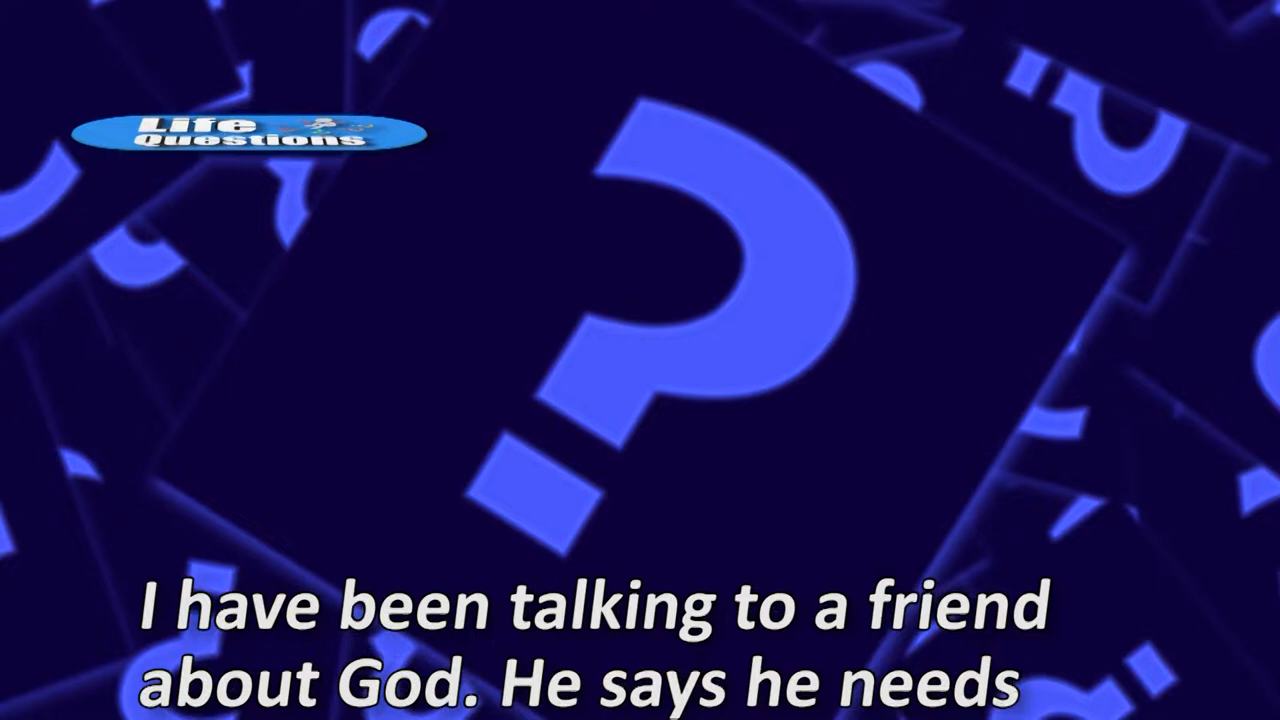 Life
Questions
I have been talking to a friend
about God. He says he needs